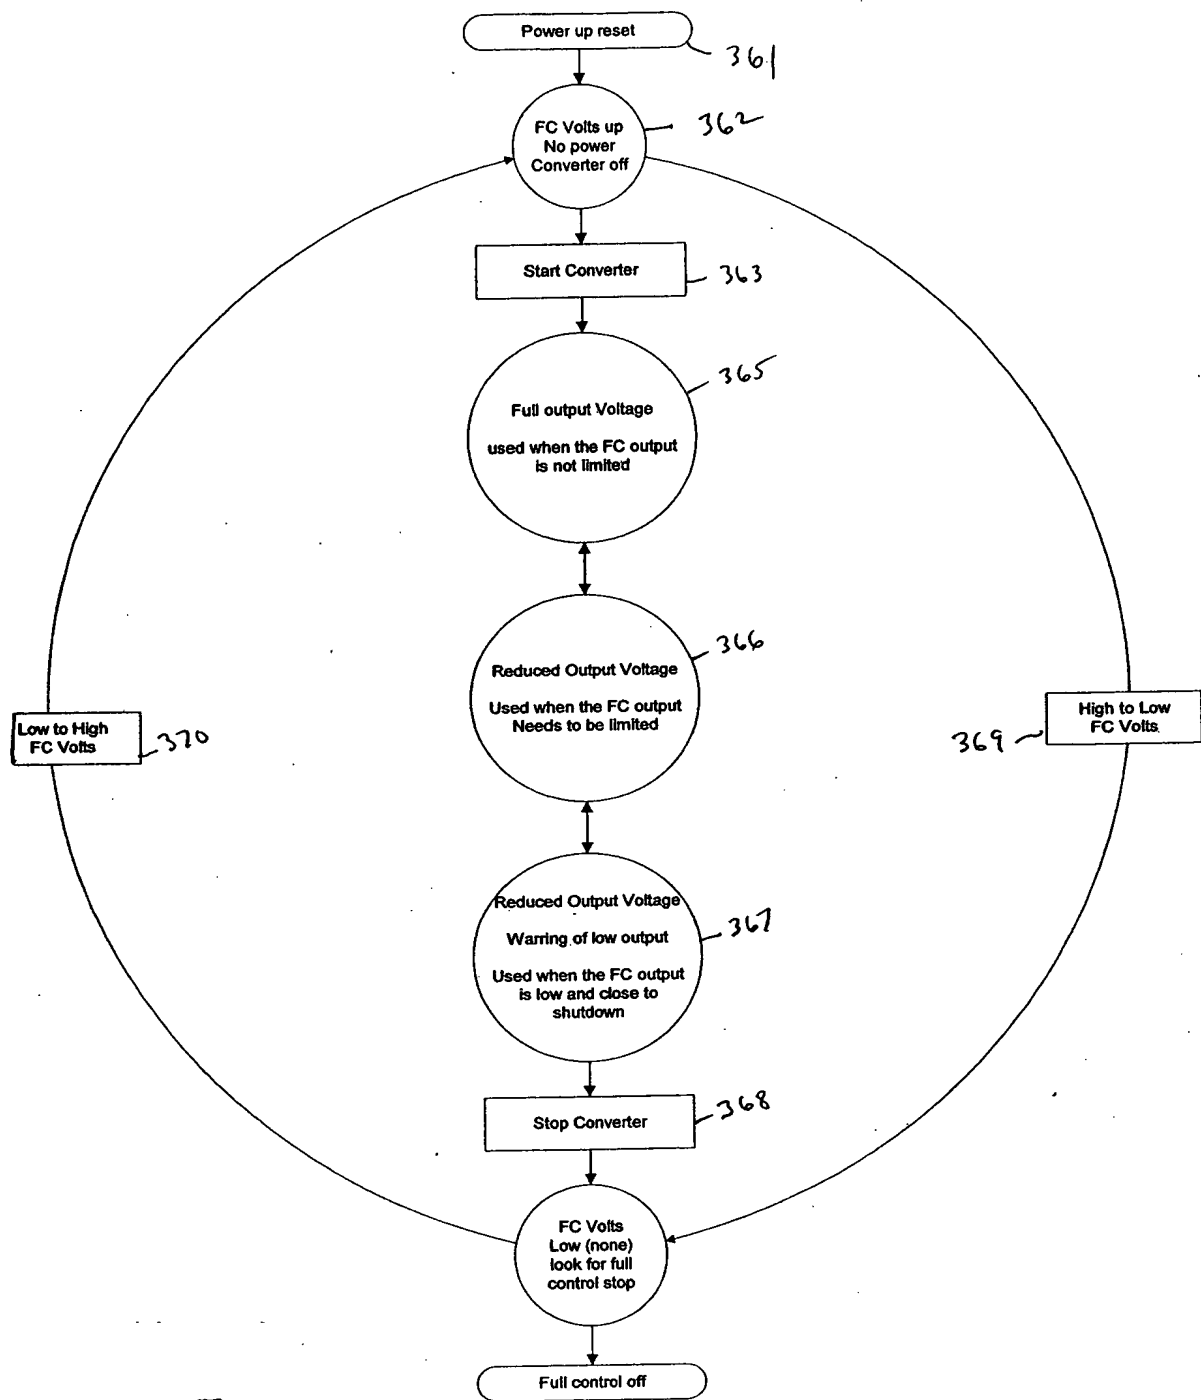 Power up reset
361
FC Volts up
No power
Converter off
362
Start Converter
363
Full output Voltage
used when the FC output
is not limited
365
Reduced Output Voltage
Used when the FC output
Needs to be limited
366
Low to High
FC Volts
370
High to Low
FC Volts
369
Reduced Output Voltage
Warring of low output
Used when the FC output
is low and close to
shutdown
367
Stop Converter
368
FC Volts
Low (none)
look for full
control stop
Full control off